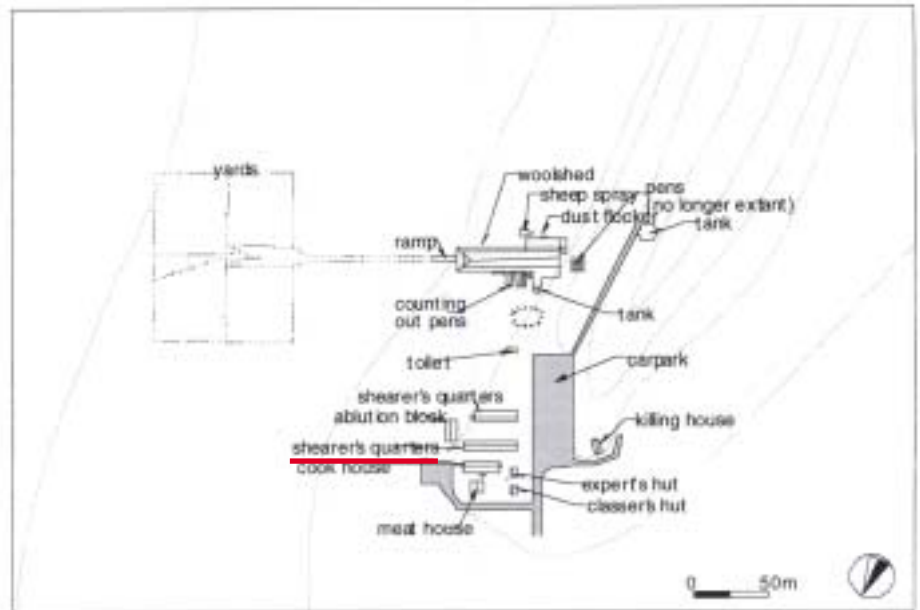 yards
woolshed
sheep spray
pens
(no longer extant)
dust flocker
tank
ramp
counting
out pens
tank
toilet
carpark
shearer's quarters
ablution block
killing house
shearer's quarters
cook house
expert's hut
classer's hut
meat house
0 50m